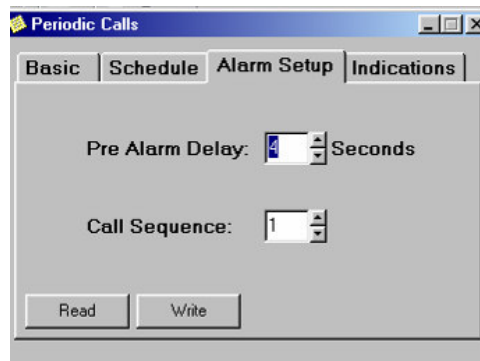 Periodic Calls
Basic Schedule Alarm Setup Indications
Pre Alarm Delay: 4 Seconds
Call Sequence: 1
Read Write